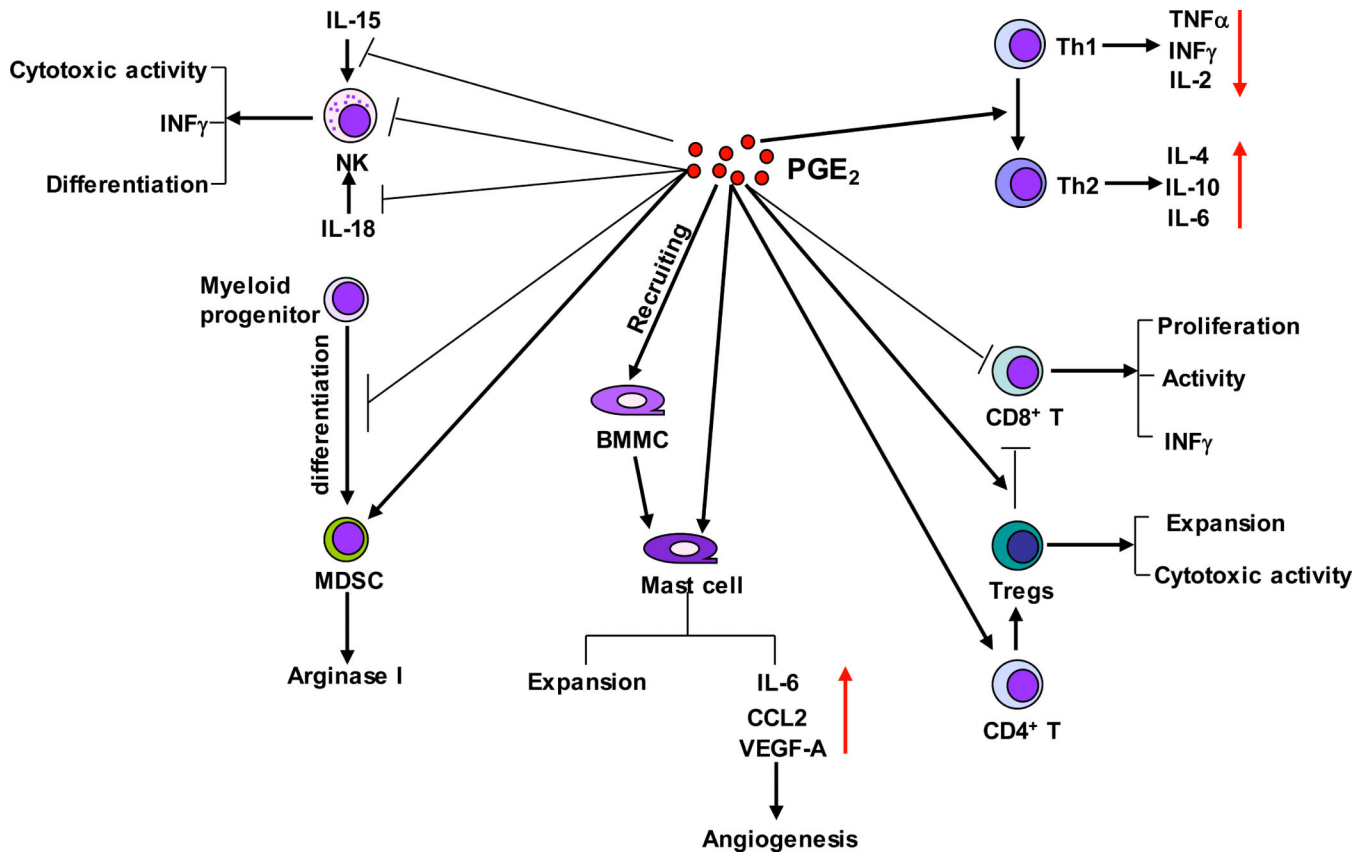 IL-15
Cytotoxic activity
INFγ
Differentiation
NK
IL-18
PGE₂
Th1
TNFα
INFγ
IL-2
Th2
IL-4
IL-10
IL-6
Myeloid
progenitor
differentiation
MDSC
Arginase I
Recruiting
BMMC
Mast cell
Expansion
IL-6
CCL2
VEGF-A
Angiogenesis
CD8⁺ T
Proliferation
Activity
INFγ
Tregs
Expansion
Cytotoxic activity
CD4⁺ T